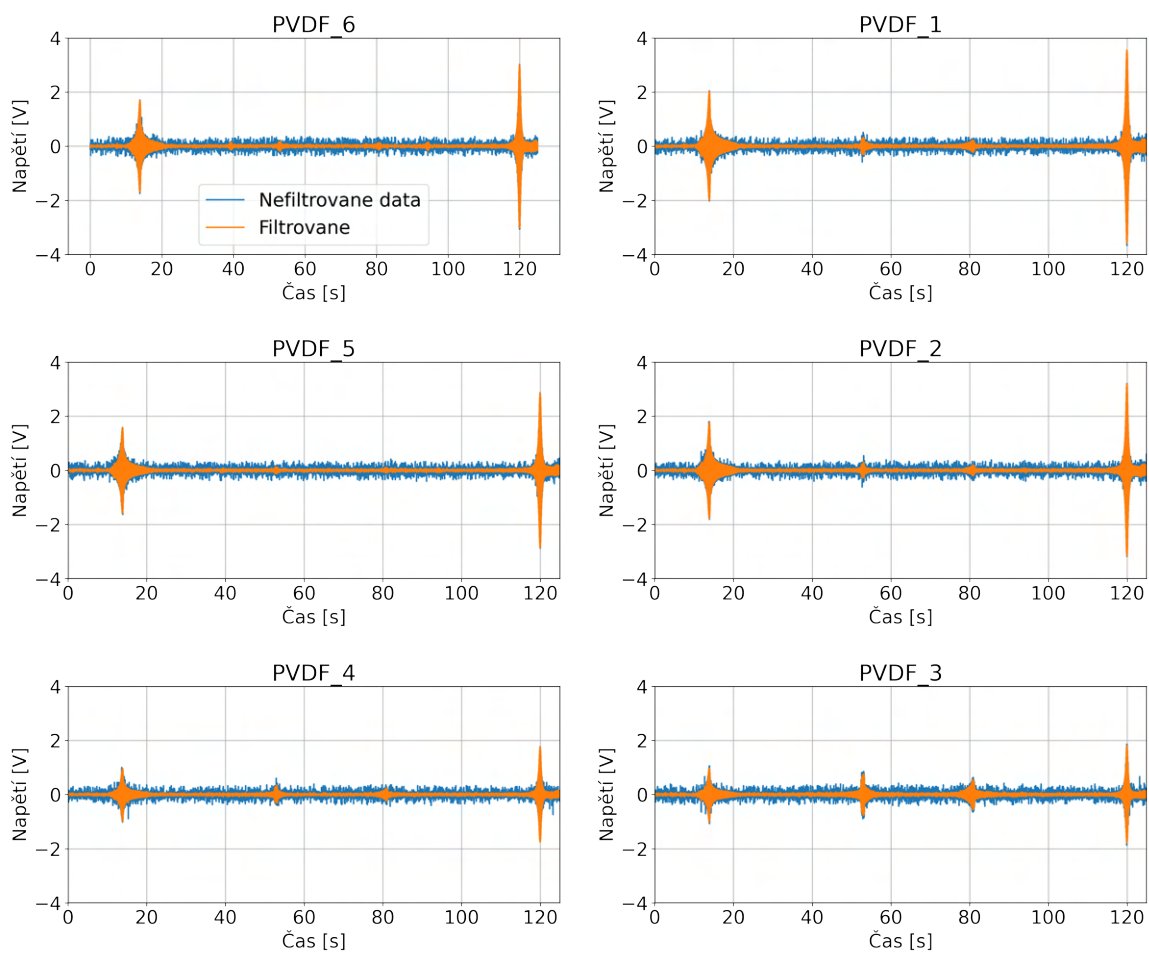 PVDF_6
4
2
0
−2
−4
Napětí [V]
Nefiltrovane data
Filtrovane
0 20 40 60 80 100 120
Čas [s]
PVDF_1
4
2
0
−2
−4
Napětí [V]
0 20 40 60 80 100 120
Čas [s]
PVDF_5
4
2
0
−2
−4
Napětí [V]
0 20 40 60 80 100 120
Čas [s]
PVDF_2
4
2
0
−2
−4
Napětí [V]
0 20 40 60 80 100 120
Čas [s]
PVDF_4
4
2
0
−2
−4
Napětí [V]
0 20 40 60 80 100 120
Čas [s]
PVDF_3
4
2
0
−2
−4
Napětí [V]
0 20 40 60 80 100 120
Čas [s]